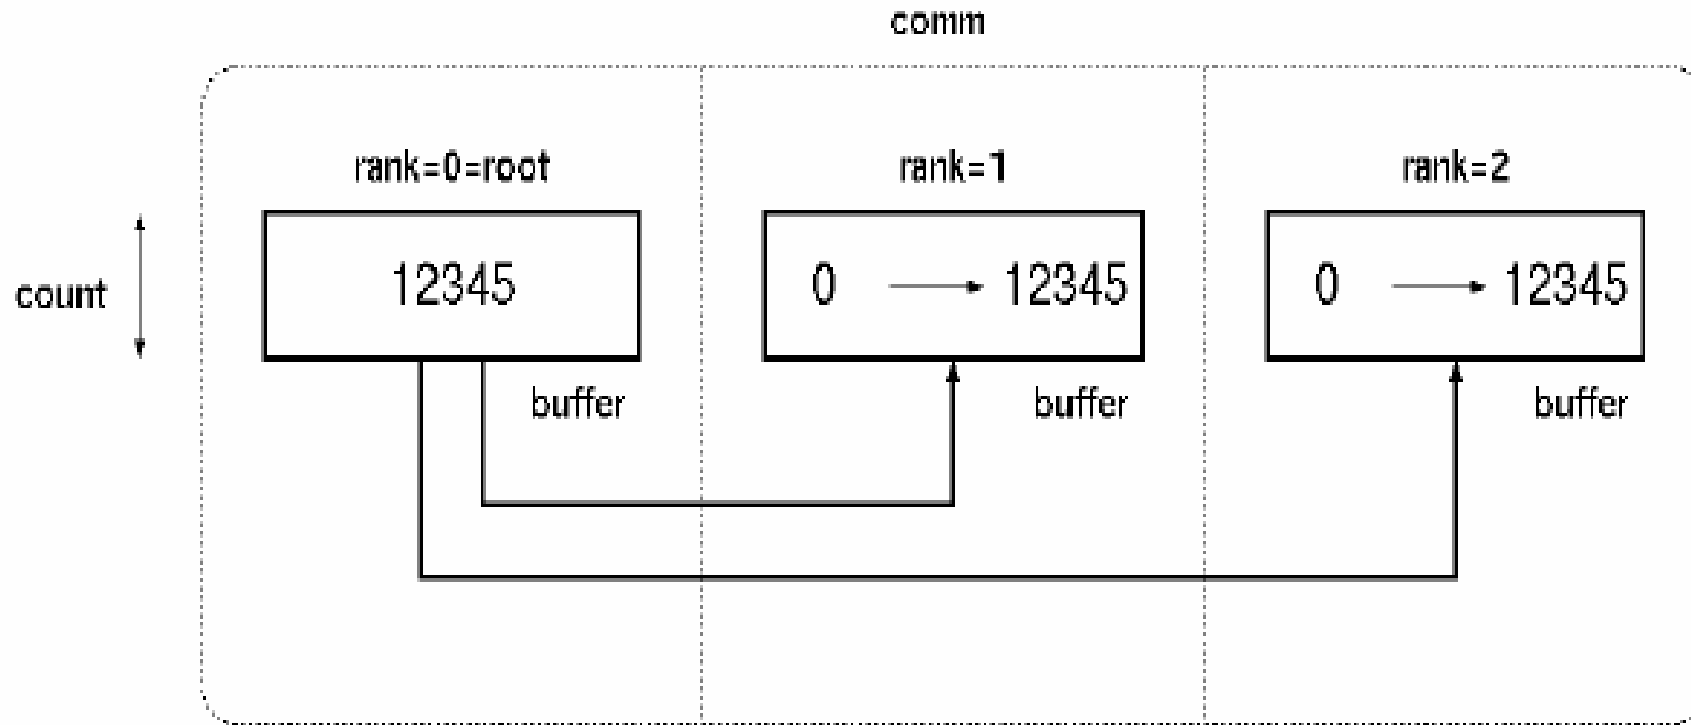 comm
rank=0=root
rank=1
rank=2
count
12345
0 12345
0 12345
buffer
buffer
buffer